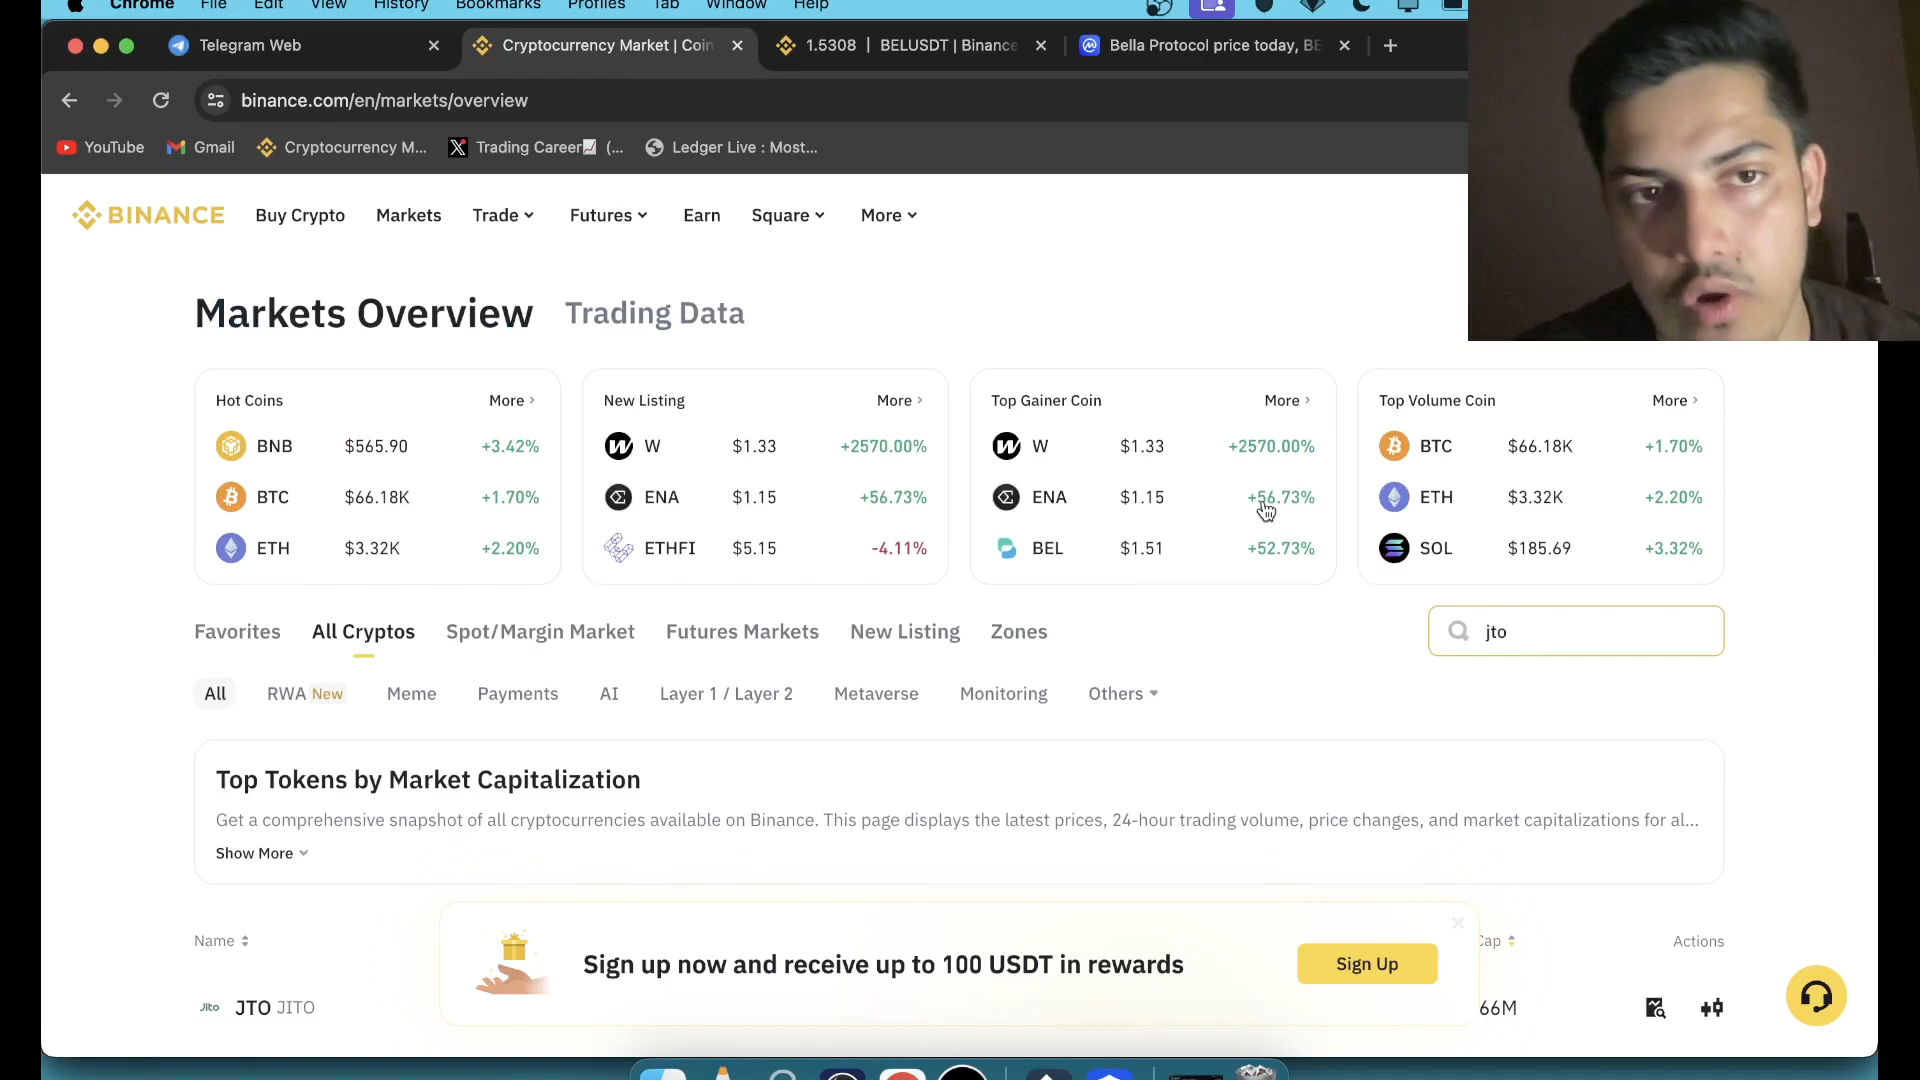 Chrome File Edit View History Bookmarks Profiles Tab Window Help
Telegram Web
Cryptocurrency Market | Coin
1.5308 | BELUSDT | Binance
Bella Protocol price today, BE
binance.com/en/markets/overview
YouTube Gmail Cryptocurrency M... Trading Career📈 (... Ledger Live : Most...
BINANCE Buy Crypto Markets Trade Futures Earn Square More
Markets Overview Trading Data
Hot Coins More
BNB $565.90 +3.42%
BTC $66.18K +1.70%
ETH $3.32K +2.20%
New Listing More
W $1.33 +2570.00%
ENA $1.15 +56.73%
ETHFI $5.15 -4.11%
Top Gainer Coin More
W $1.33 +2570.00%
ENA $1.15 +56.73%
BEL $1.51 +52.73%
Top Volume Coin More
BTC $66.18K +1.70%
ETH $3.32K +2.20%
SOL $185.69 +3.32%
Favorites All Cryptos Spot/Margin Market Futures Markets New Listing Zones
jto
All RWA New Meme Payments AI Layer 1 / Layer 2 Metaverse Monitoring Others
Top Tokens by Market Capitalization
Get a comprehensive snapshot of all cryptocurrencies available on Binance. This page displays the latest prices, 24-hour trading volume, price changes, and market capitalizations for al...
Show More
Name Cap Actions
Sign up now and receive up to 100 USDT in rewards
Sign Up
Jito JTO JITO 66M